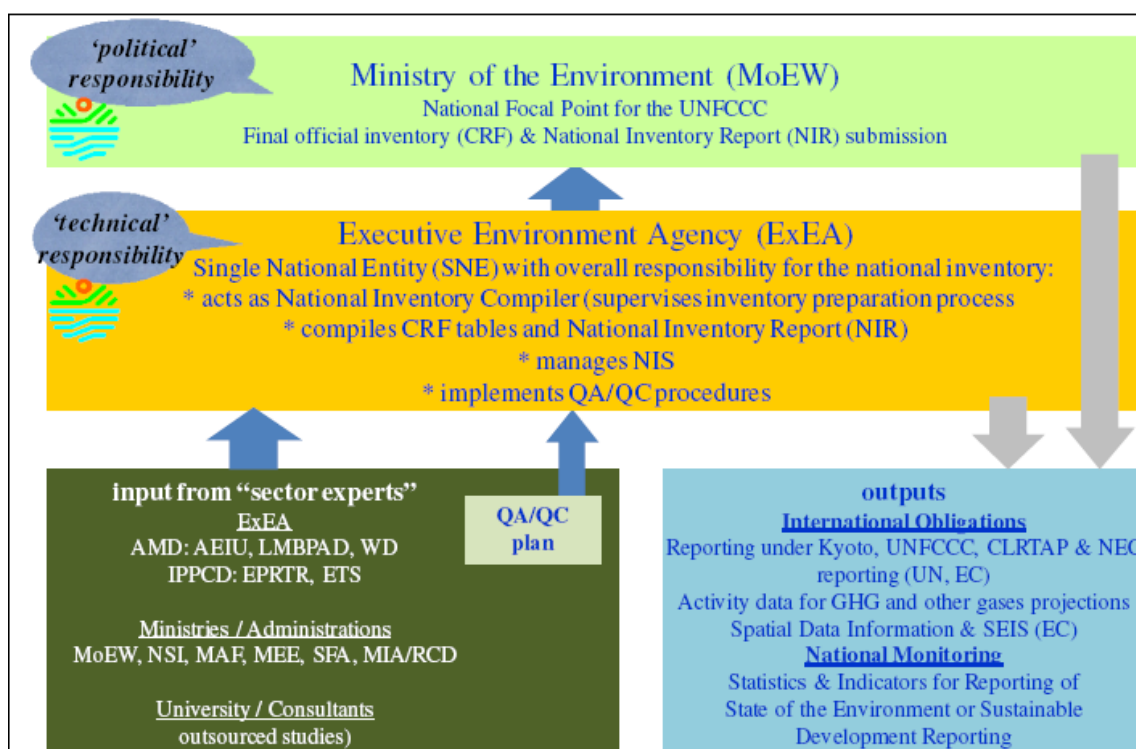 ‘political’
responsibility
Ministry of the Environment (MoEW)
National Focal Point for the UNFCCC
Final official inventory (CRF) & National Inventory Report (NIR) submission
‘technical’
responsibility
Executive Environment Agency (ExEA)
Single National Entity (SNE) with overall responsibility for the national inventory:
* acts as National Inventory Compiler (supervises inventory preparation process
* compiles CRF tables and National Inventory Report (NIR)
* manages NIS
* implements QA/QC procedures
input from “sector experts”
ExEA
AMD: AEIU, LMBPAD, WD
IPPCD: EPRTR, ETS
Ministries / Administrations
MoEW, NSI, MAF, MEE, SFA, MIA/RCD
University / Consultants
outsourced studies)
QA/QC
plan
outputs
International Obligations
Reporting under Kyoto, UNFCCC, CLRTAP & NEC
reporting (UN, EC)
Activity data for GHG and other gases projections
Spatial Data Information & SEIS (EC)
National Monitoring
Statistics & Indicators for Reporting of
State of the Environment or Sustainable
Development Reporting